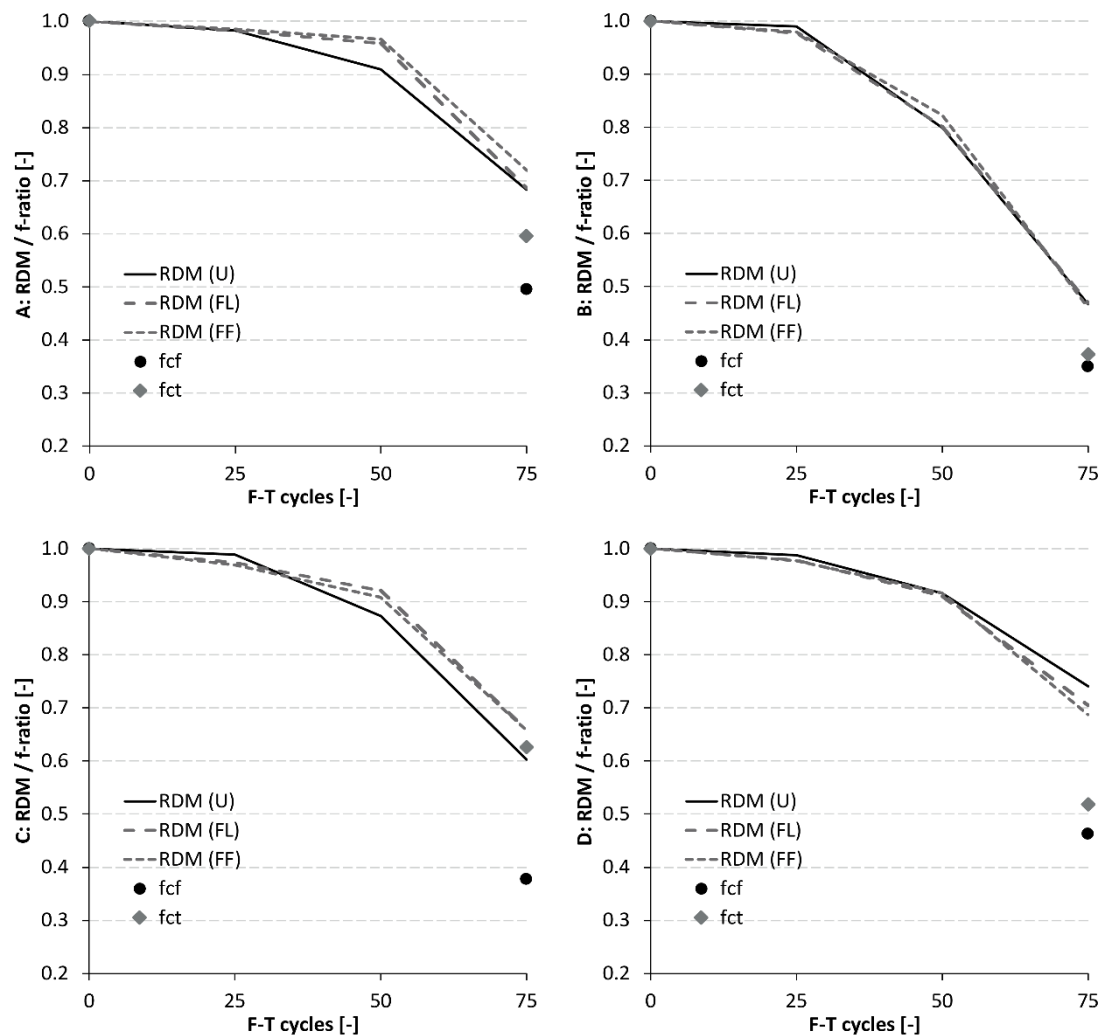 A: RDM / f-ratio [-]
1.0
0.9
0.8
0.7
0.6
0.5
0.4
0.3
0.2
RDM (U)
RDM (FL)
RDM (FF)
fcf
fct
0 25 50 75
F-T cycles [-]
B: RDM / f-ratio [-]
1.0
0.9
0.8
0.7
0.6
0.5
0.4
0.3
0.2
RDM (U)
RDM (FL)
RDM (FF)
fcf
fct
0 25 50 75
F-T cycles [-]
C: RDM / f-ratio [-]
1.0
0.9
0.8
0.7
0.6
0.5
0.4
0.3
0.2
RDM (U)
RDM (FL)
RDM (FF)
fcf
fct
0 25 50 75
F-T cycles [-]
D: RDM / f-ratio [-]
1.0
0.9
0.8
0.7
0.6
0.5
0.4
0.3
0.2
RDM (U)
RDM (FL)
RDM (FF)
fcf
fct
0 25 50 75
F-T cycles [-]